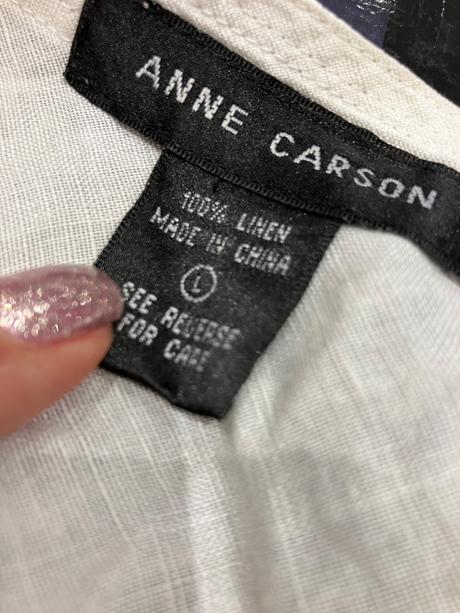 ANNE CARSON
100% LINEN
MADE IN CHINA
L
SEE REVERSE
FOR CARE